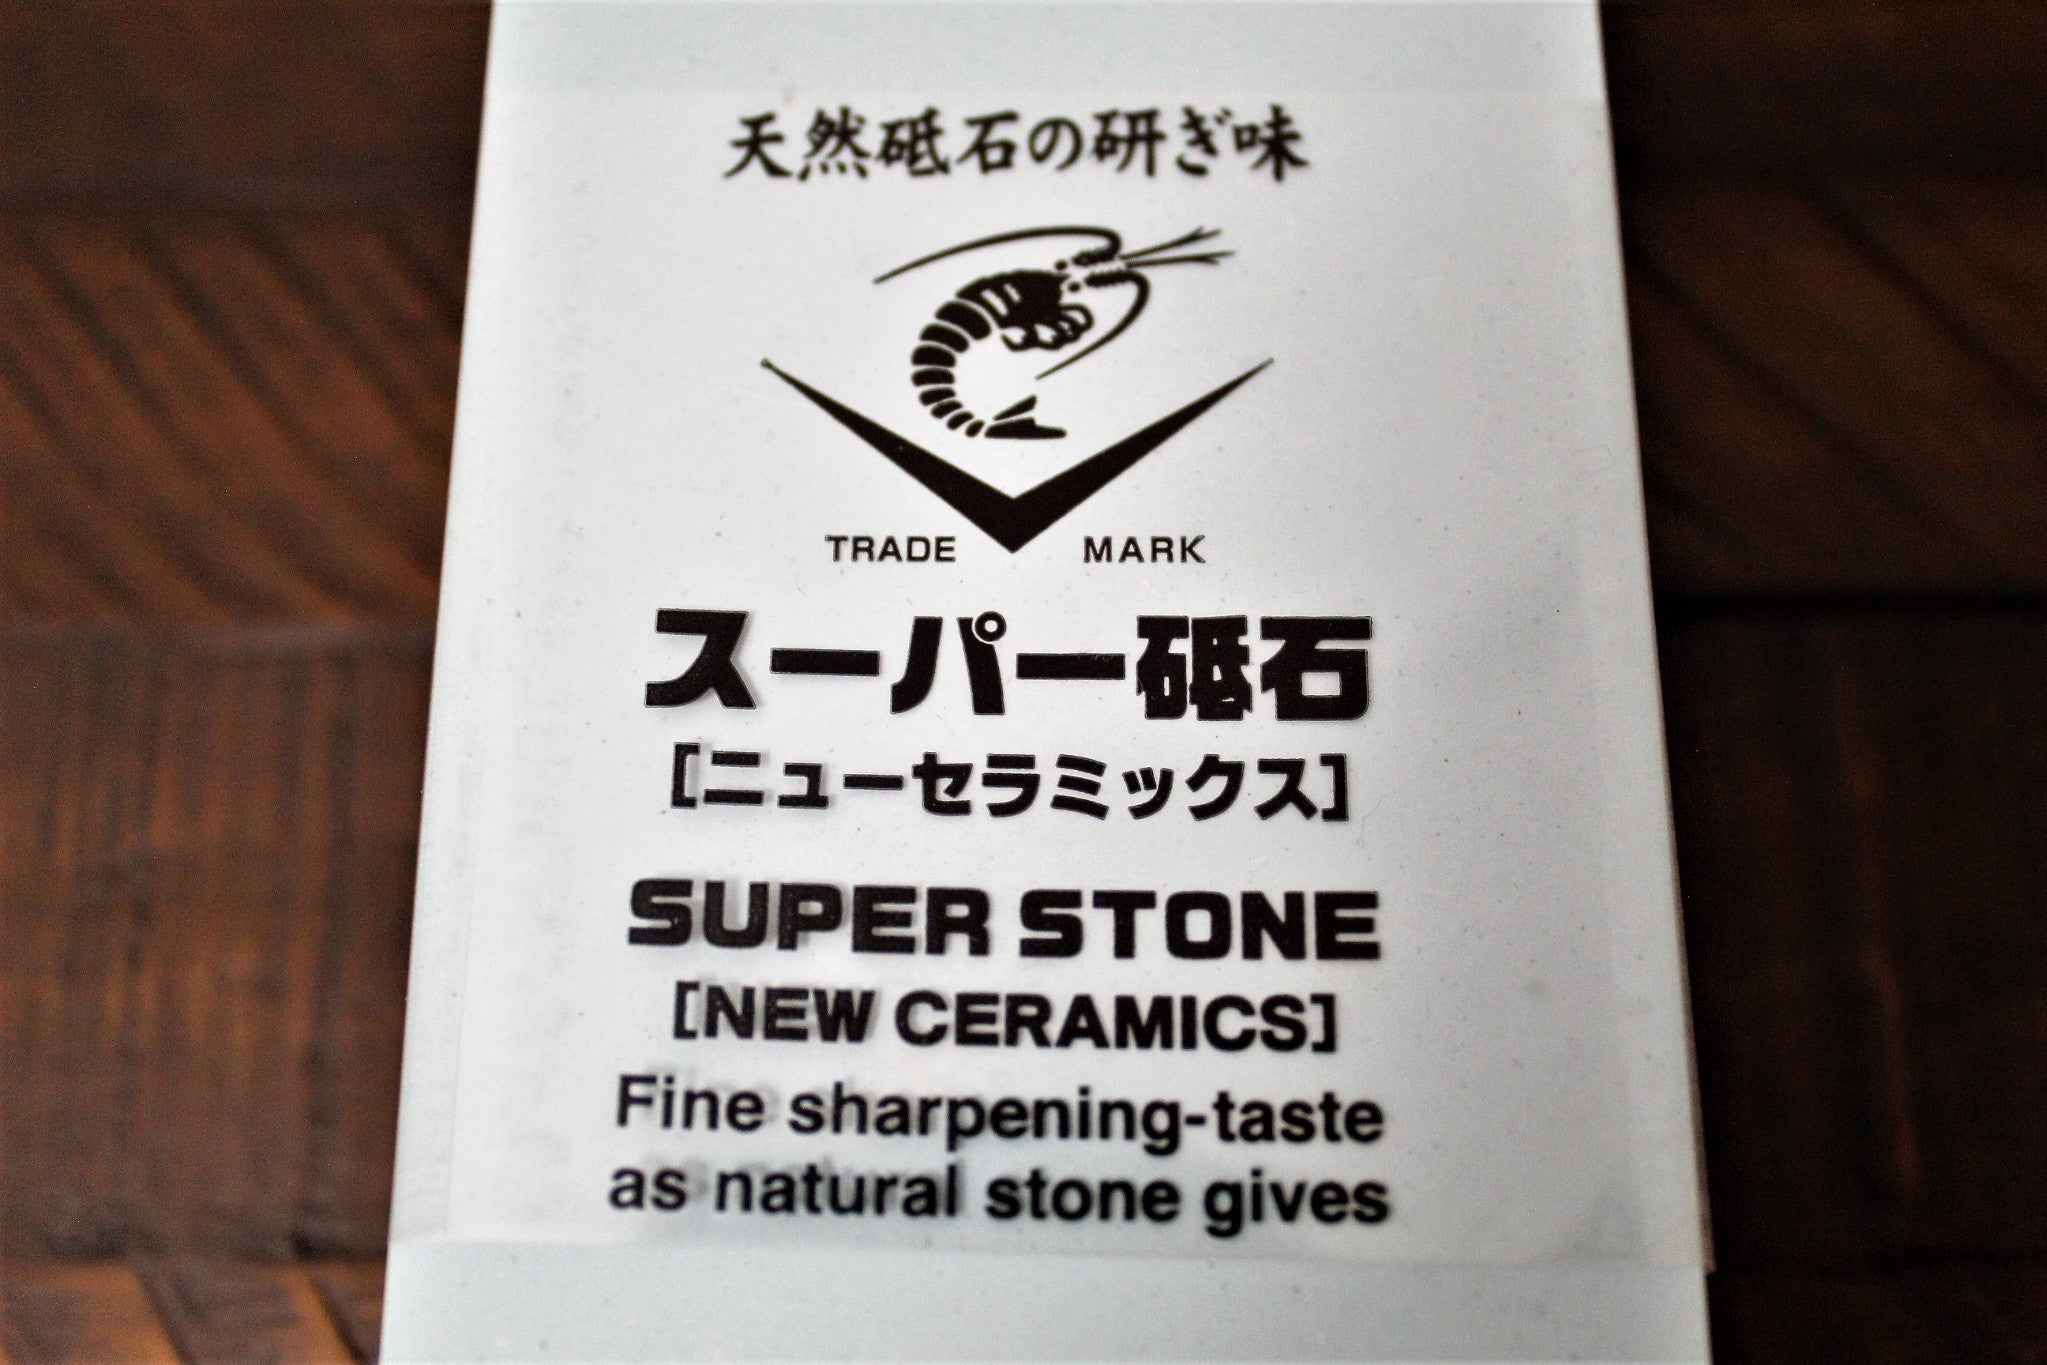 天然砥石の研ぎ味
TRADE MARK
スーパー砥石
[ニューセラミックス]
SUPER STONE
[NEW CERAMICS]
Fine sharpening-taste
as natural stone gives